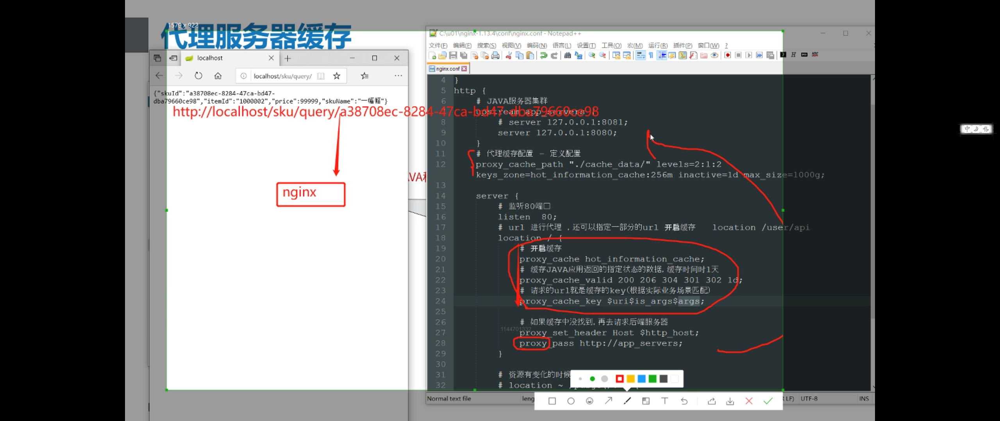 1579 x 922
代理服务器缓存
localhost
localhost/sku/query/
{"skuId":"a38708ec-8284-47ca-bd47-
dba79660ce98","itemId":"1000002","price":99999,"skuName":"一幅幅"}
http://localhost/sku/query/a38708ec-8284-47ca-bd47-dba79660ce98
nginx
C:\u01\nginx-1.13.4\conf\nginx.conf - Notepad++
文件(F) 编辑(E) 搜索(S) 视图(V) 编码(N) 语言(L) 设置(T) 工具(O) 宏(M) 运行(R) 插件(P) 窗口(W) ?
nginx.conf
4 }
5 http {
6 # JAVA服务器集群
upstream app_servers {
8 # server 127.0.0.1:8081;
9 server 127.0.0.1:8080;
10 }
11 # 代理缓存配置 - 定义配置
12 proxy_cache_path "./cache_data/" levels=2:1:2
keys_zone=hot_information_cache:256m inactive=1d max_size=1000g;
13
14 server {
15 # 监听80端口
16 listen 80;
17 # url 进行代理 ，还可以指定一部分的url 开启缓存 location /user/api
18 location / {
19 # 开启缓存
20 proxy_cache hot_information_cache;
21 # 缓存JAVA应用返回的指定状态的数据，缓存时间时1天
22 proxy_cache_valid 200 206 304 301 302 1d;
23 # 请求的url就是缓存的key(根据实际业务场景匹配)
24 proxy_cache_key $uri$is_args$args;
25
26 # 如果缓存中没找到，再去请求后端服务器
1144701332
27 proxy_set_header Host $http_host;
28 proxy_pass http://app_servers;
29 }
30
31 # 资源有变化的时候
32 # location ~
Normal text file
leng
LF) UTF-8 INS
中